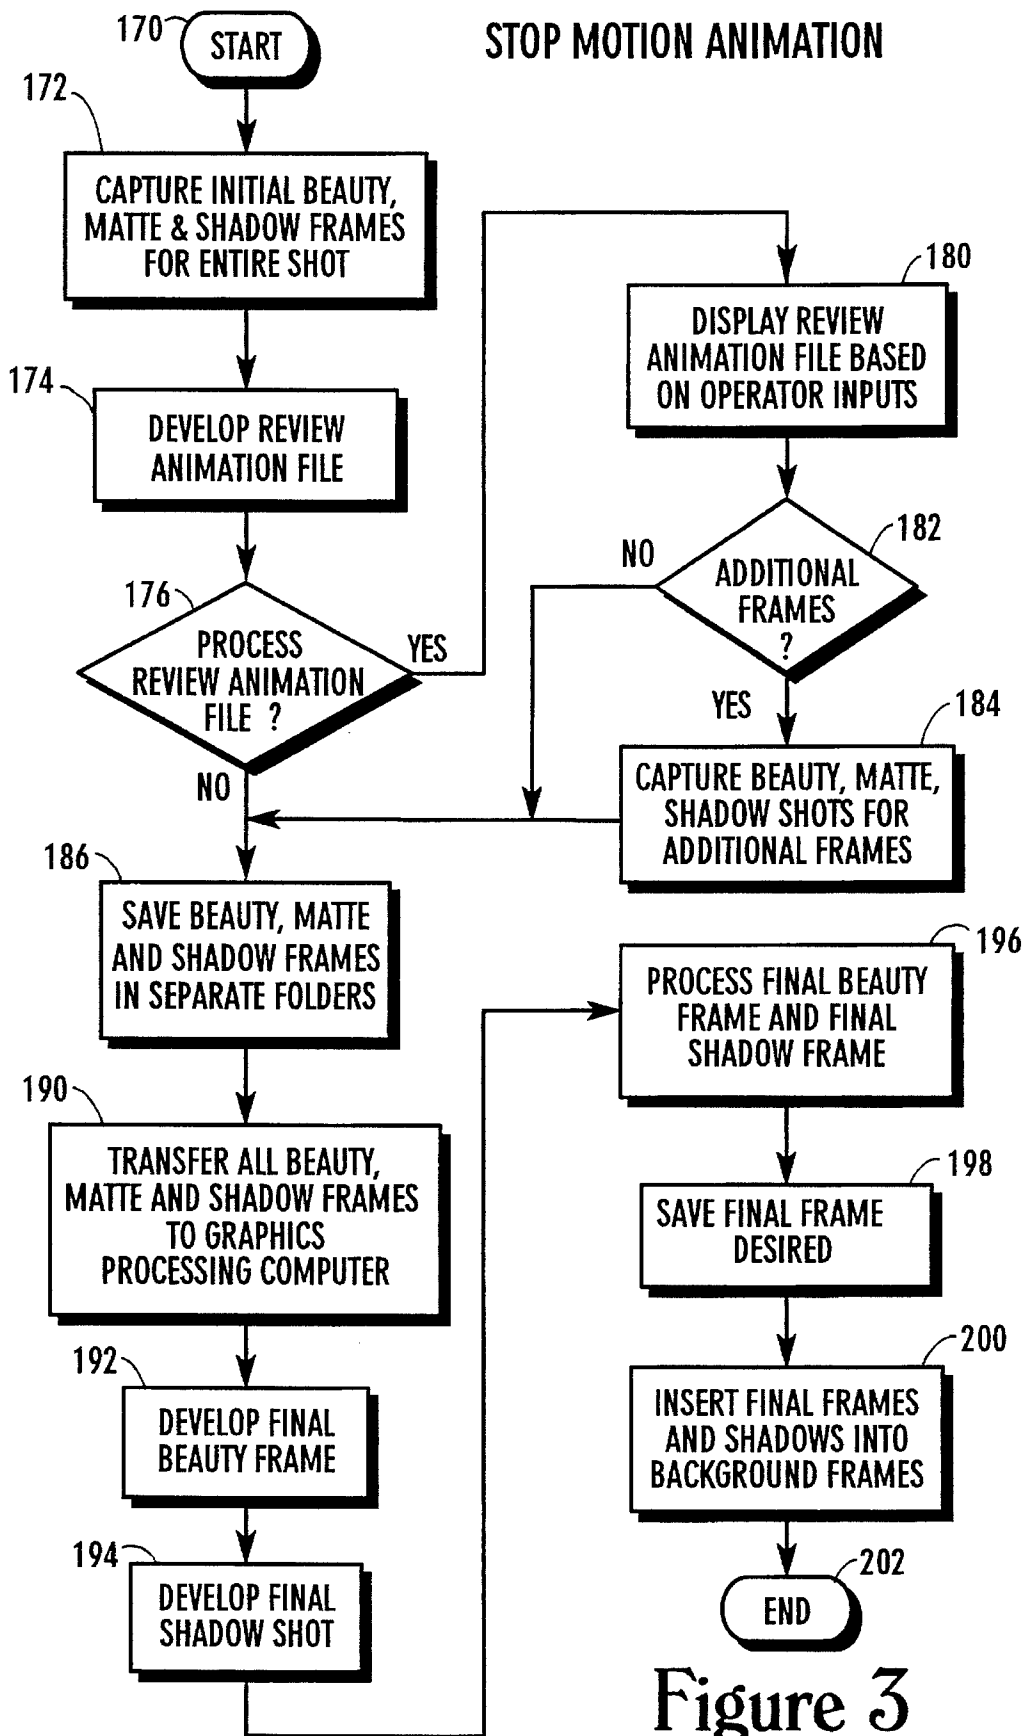 STOP MOTION ANIMATION
170
START
172
CAPTURE INITIAL BEAUTY,
MATTE & SHADOW FRAMES
FOR ENTIRE SHOT
174
DEVELOP REVIEW
ANIMATION FILE
176
PROCESS
REVIEW ANIMATION
FILE ?
YES
NO
180
DISPLAY REVIEW
ANIMATION FILE BASED
ON OPERATOR INPUTS
182
ADDITIONAL
FRAMES
?
NO
YES
184
CAPTURE BEAUTY, MATTE,
SHADOW SHOTS FOR
ADDITIONAL FRAMES
186
SAVE BEAUTY, MATTE
AND SHADOW FRAMES
IN SEPARATE FOLDERS
190
TRANSFER ALL BEAUTY,
MATTE AND SHADOW FRAMES
TO GRAPHICS
PROCESSING COMPUTER
192
DEVELOP FINAL
BEAUTY FRAME
194
DEVELOP FINAL
SHADOW SHOT
196
PROCESS FINAL BEAUTY
FRAME AND FINAL
SHADOW FRAME
198
SAVE FINAL FRAME
DESIRED
200
INSERT FINAL FRAMES
AND SHADOWS INTO
BACKGROUND FRAMES
202
END
Figure 3